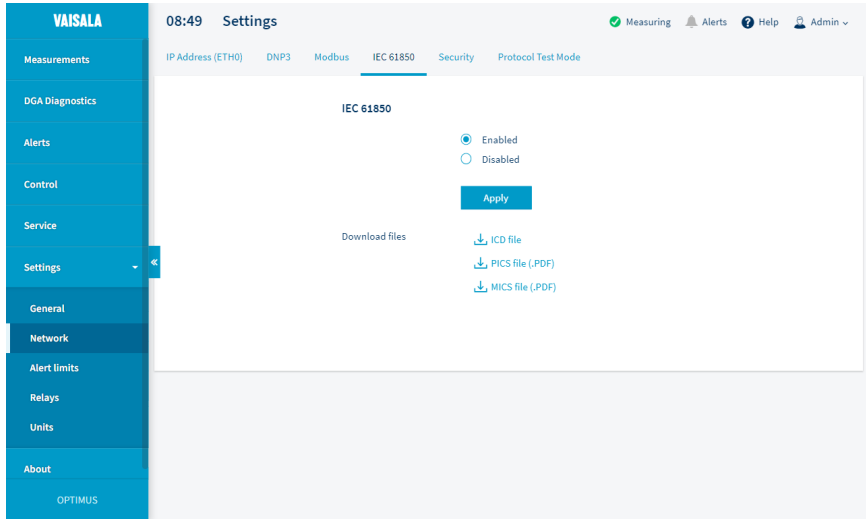 VAISALA
08:49 Settings
Measuring Alerts Help Admin
Measurements
DGA Diagnostics
Alerts
Control
Service
Settings
General
Network
Alert limits
Relays
Units
About
OPTIMUS
IP Address (ETH0) DNP3 Modbus IEC 61850 Security Protocol Test Mode
IEC 61850
Enabled
Disabled
Apply
Download files
ICD file
PICS file (.PDF)
MICS file (.PDF)